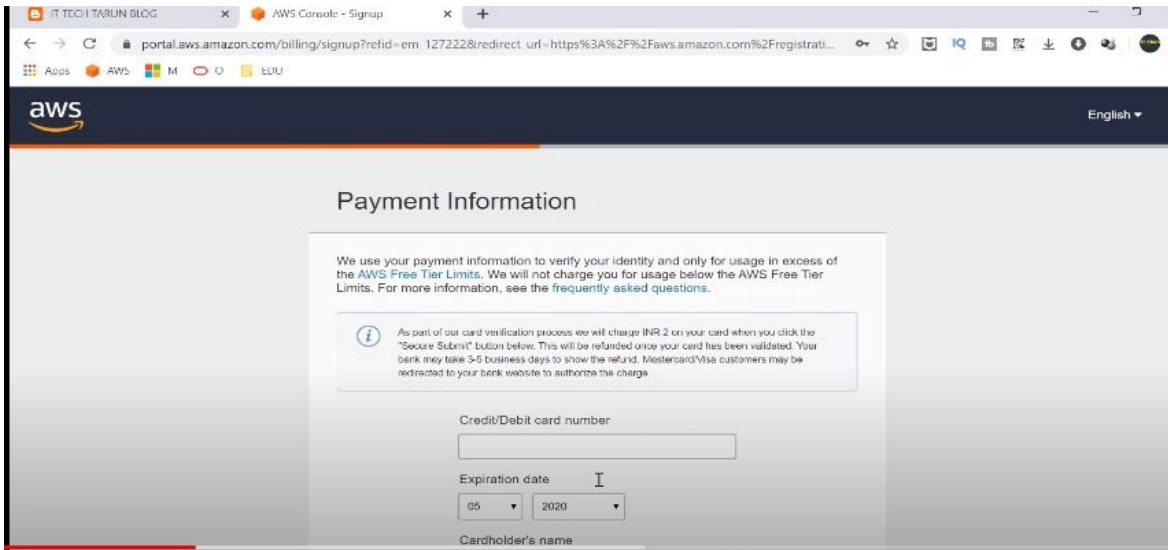 IT TECH TARUN BLOG
AWS Console - Signup
portal.aws.amazon.com/billing/signup?refid=em_127222&redirect_url=https%3A%2F%2Faws.amazon.com%2Fregistrati...
Apps AWS M O EDU
aws
English
Payment Information
We use your payment information to verify your identity and only for usage in excess of
the AWS Free Tier Limits. We will not charge you for usage below the AWS Free Tier
Limits. For more information, see the frequently asked questions.
As part of our card verification process we will charge INR 2 on your card when you click the
"Secure Submit" button below. This will be refunded once your card has been validated. Your
bank may take 3-5 business days to show the refund. Mastercard/Visa customers may be
redirected to your bank website to authorize the charge.
Credit/Debit card number
Expiration date
05 2020
Cardholder's name